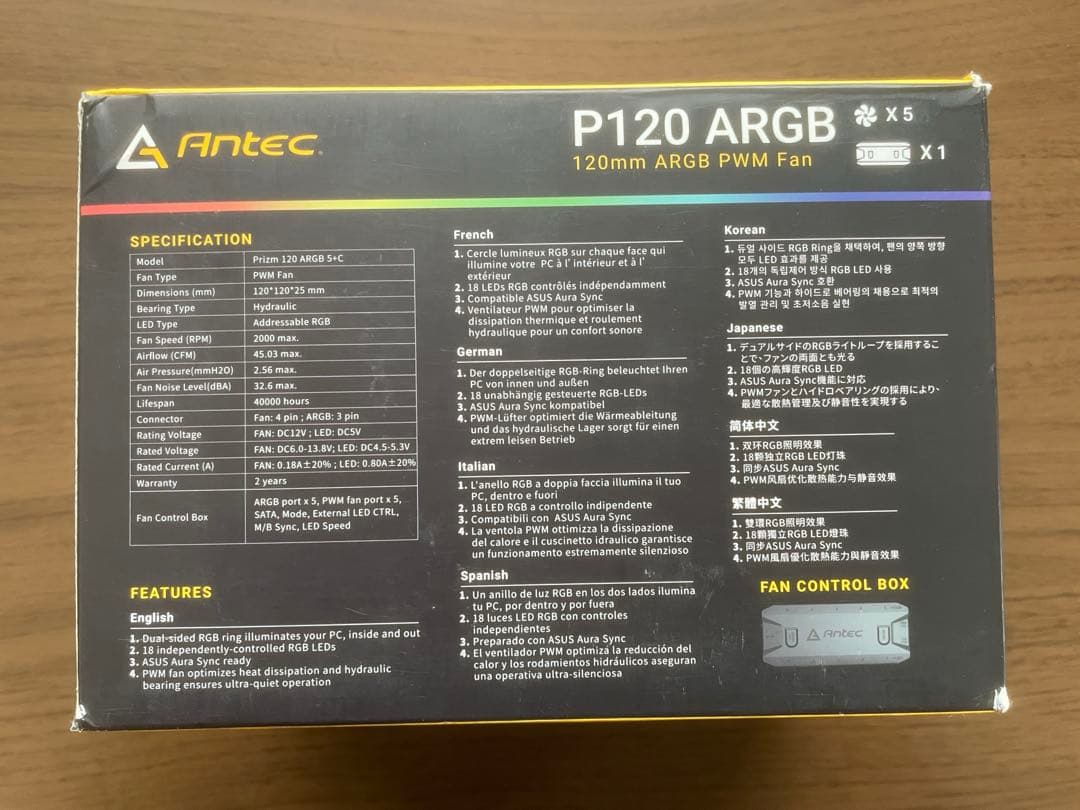 Antec
P120 ARGB
120mm ARGB PWM Fan
X 5
X 1
SPECIFICATION
Model Prizm 120 ARGB 5+C
Fan Type PWM Fan
Dimensions (mm) 120*120*25 mm
Bearing Type Hydraulic
LED Type Addressable RGB
Fan Speed (RPM) 2000 max.
Airflow (CFM) 45.03 max.
Air Pressure(mmH2O) 2.56 max.
Fan Noise Level(dBA) 32.6 max.
Lifespan 40000 hours
Connector Fan: 4 pin ; ARGB: 3 pin
Rating Voltage FAN: DC12V ; LED: DC5V
Rated Voltage FAN: DC6.0-13.8V; LED: DC4.5-5.3V
Rated Current (A) FAN: 0.18A±20% ; LED: 0.80A±20%
Warranty 2 years
Fan Control Box ARGB port x 5, PWM fan port x 5,
SATA, Mode, External LED CTRL,
M/B Sync, LED Speed
FEATURES
English
1. Dual-sided RGB ring illuminates your PC, inside and out
2. 18 independently-controlled RGB LEDs
3. ASUS Aura Sync ready
4. PWM fan optimizes heat dissipation and hydraulic
bearing ensures ultra-quiet operation
French
1. Cercle lumineux RGB sur chaque face qui
illumine votre PC à l' intérieur et à l'
extérieur
2. 18 LEDs RGB contrôlés indépendamment
3. Compatible ASUS Aura Sync
4. Ventilateur PWM pour optimiser la
dissipation thermique et roulement
hydraulique pour un confort sonore
German
1. Der doppelseitige RGB-Ring beleuchtet Ihren
PC von innen und außen
2. 18 unabhängig gesteuerte RGB-LEDs
3. ASUS Aura Sync kompatibel
4. PWM-Lüfter optimiert die Wärmeableitung
und das hydraulische Lager sorgt für einen
extrem leisen Betrieb
Italian
1. L'anello RGB a doppia faccia illumina il tuo
PC, dentro e fuori
2. 18 LED RGB a controllo indipendente
3. Compatibili con ASUS Aura Sync
4. La ventola PWM ottimizza la dissipazione
del calore e il cuscinetto idraulico garantisce
un funzionamento estremamente silenzioso
Spanish
1. Un anillo de luz RGB en los dos lados ilumina
tu PC, por dentro y por fuera
2. 18 luces LED RGB con controles
independientes
3. Preparado con ASUS Aura Sync
4. El ventilador PWM optimiza la reducción del
calor y los rodamientos hidráulicos aseguran
una operativa ultra-silenciosa
Korean
1. 듀얼 사이드 RGB Ring을 채택하여, 팬의 양쪽 방향
모두 LED 효과를 제공
2. 18개의 독립제어 방식 RGB LED 사용
3. ASUS Aura Sync 호환
4. PWM 기능과 하이드로 베어링의 채용으로 최적의
발열 관리 및 초저소음 실현
Japanese
1. デュアルサイドのRGBライトループを採用するこ
とで、ファンの両面とも光る
2. 18個の高輝度RGB LED
3. ASUS Aura Sync機能に対応
4. PWMファンとハイドロベアリングの採用により、
最適な散熱管理及び静音性を実現する
简体中文
1. 双环RGB照明效果
2. 18颗独立RGB LED灯珠
3. 同步ASUS Aura Sync
4. PWM风扇优化散热能力与静音效果
繁體中文
1. 雙環RGB照明效果
2. 18顆獨立RGB LED燈珠
3. 同步ASUS Aura Sync
4. PWM風扇優化散熱能力與靜音效果
FAN CONTROL BOX
Antec